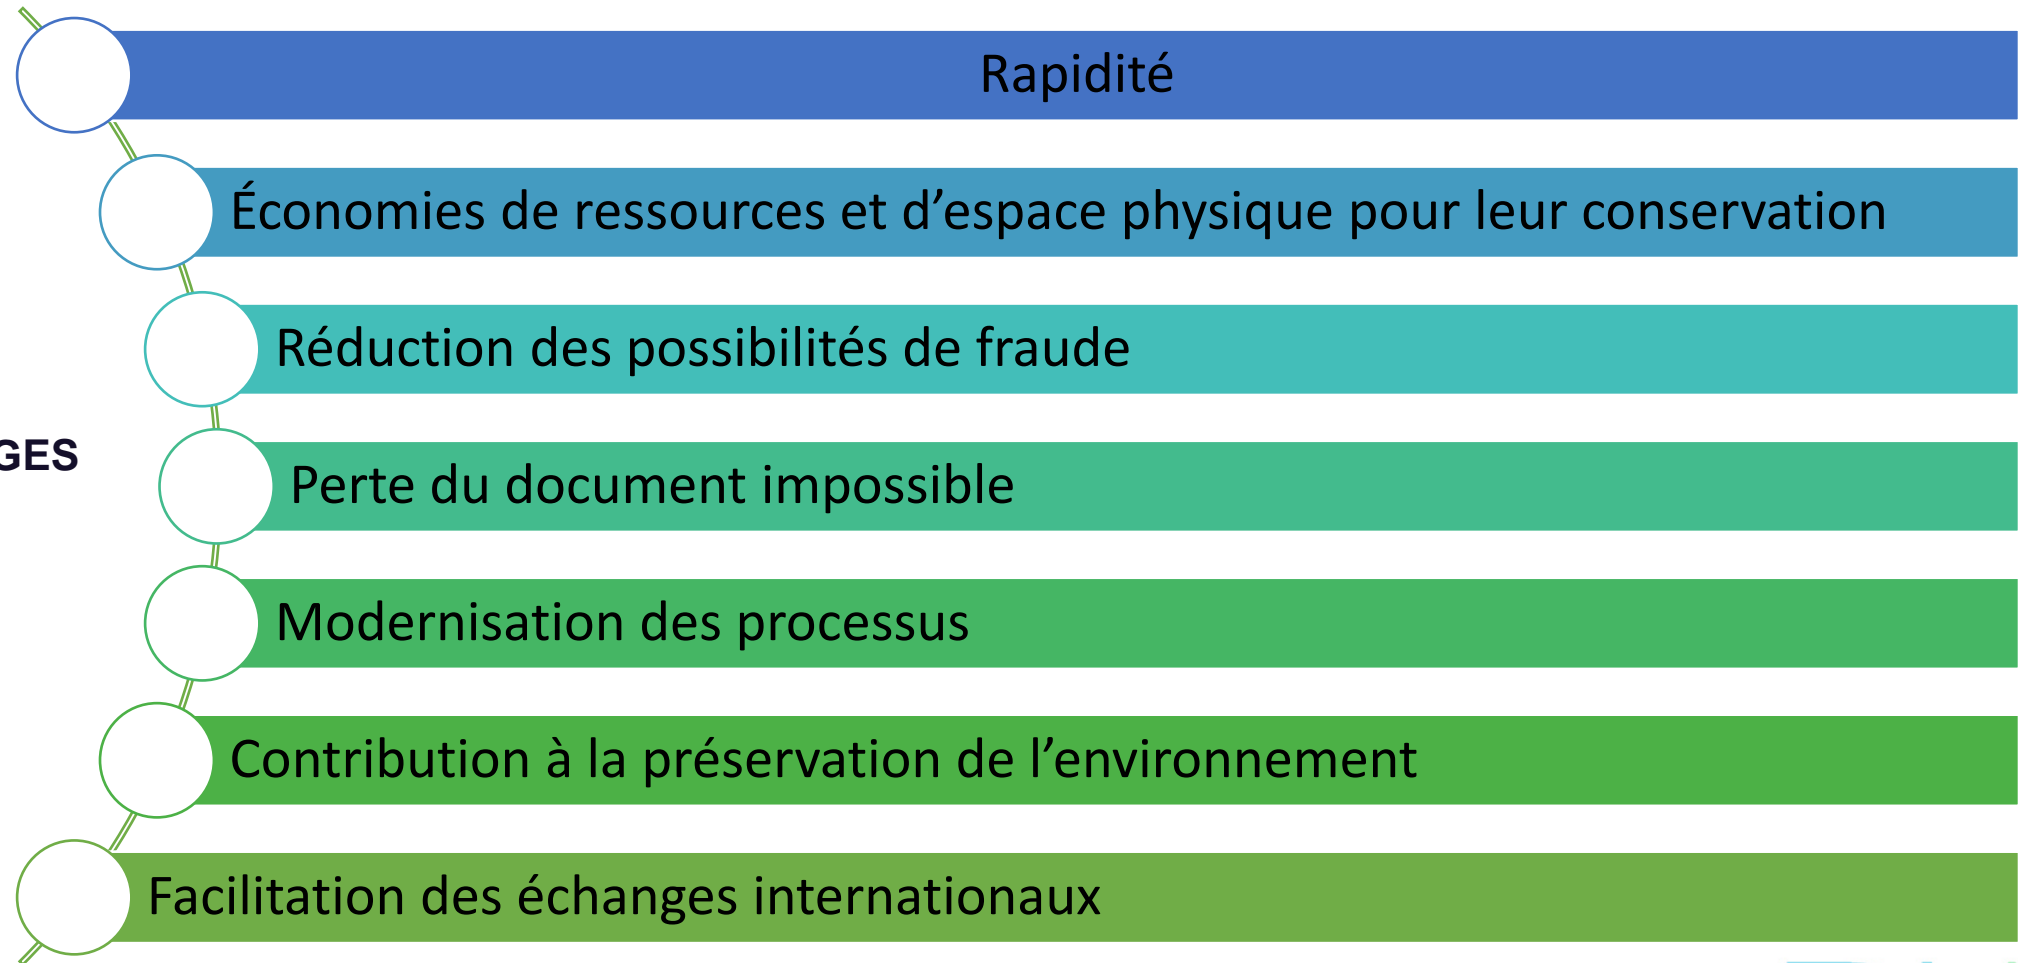 Rapidité
Économies de ressources et d’espace physique pour leur conservation
Réduction des possibilités de fraude
GES
Perte du document impossible
Modernisation des processus
Contribution à la préservation de l’environnement
Facilitation des échanges internationaux